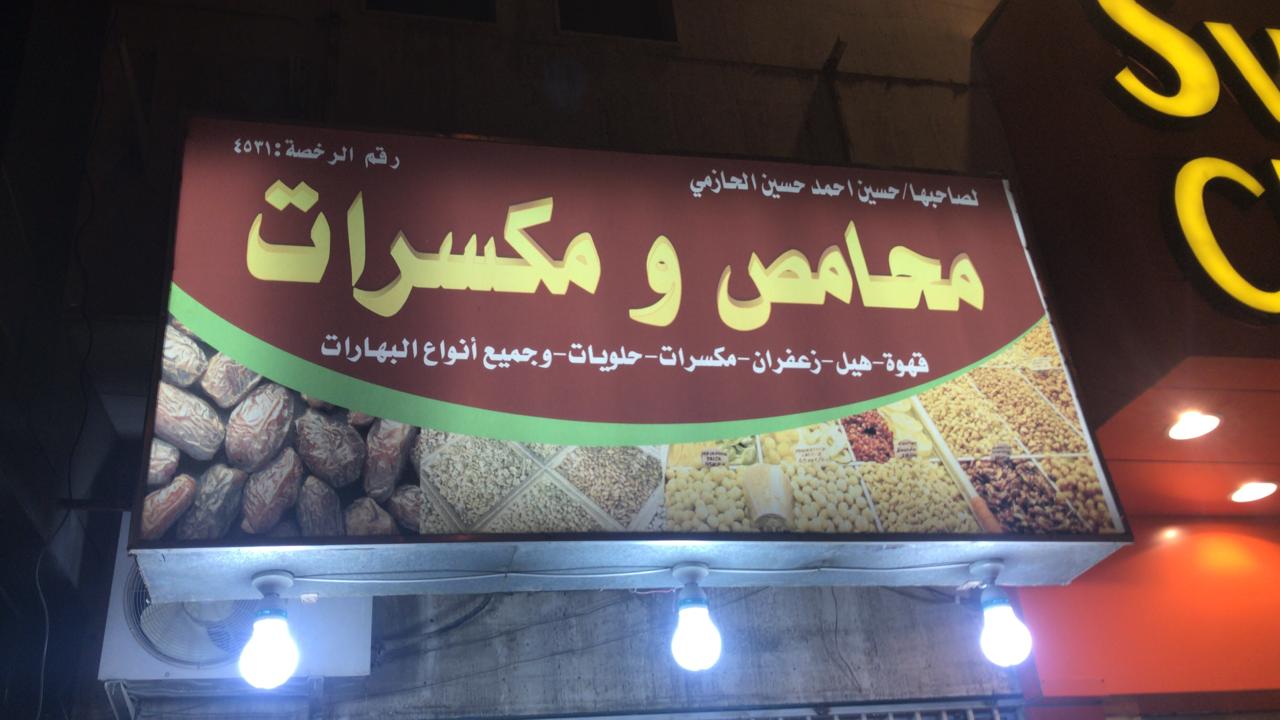 رقم الرخصة:٤٥٣١
لصاحبها/حسين احمد حسين الحازمي
محامص و مكسرات
قهوة-هيل-زعفران-مكسرات-حلويات-وجميع أنواع البهارات